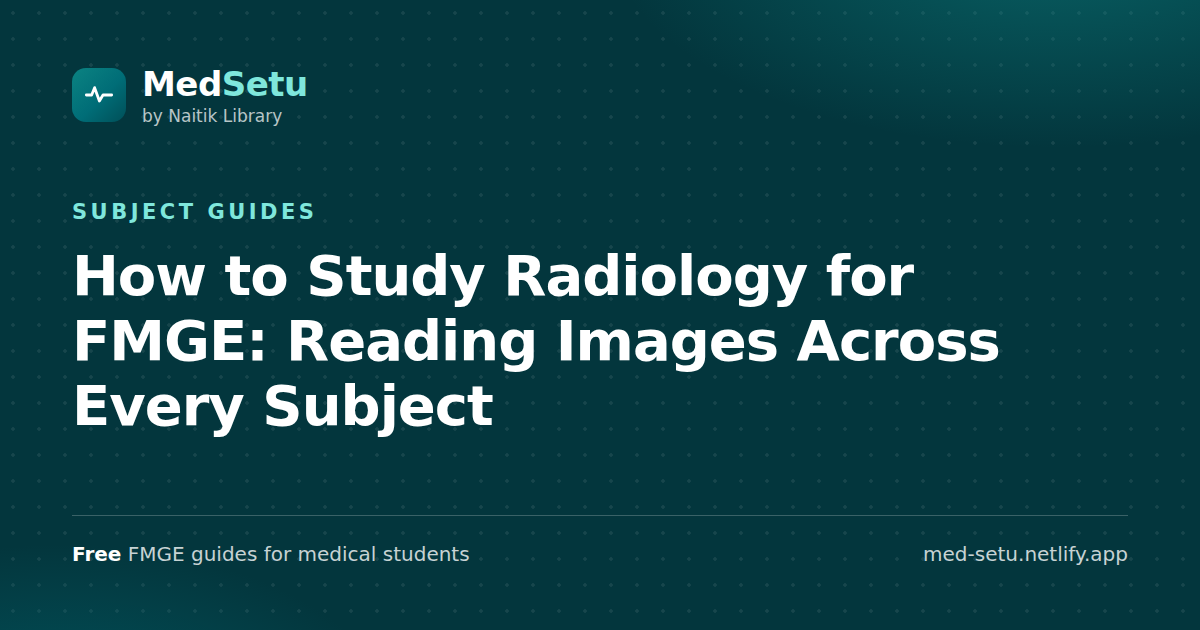 MedSetu
by Naitik Library
SUBJECT GUIDES
How to Study Radiology for
FMGE: Reading Images Across
Every Subject
Free FMGE guides for medical students
med-setu.netlify.app